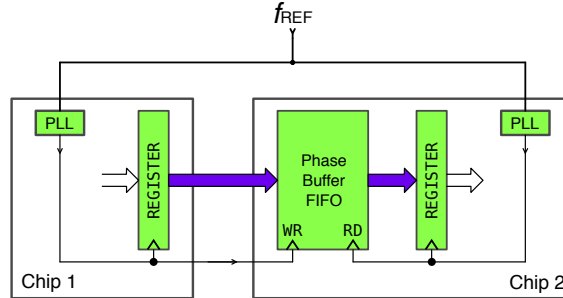 fREF
PLL
REGISTER
Phase
Buffer
FIFO
WR
RD
REGISTER
PLL
Chip 1
Chip 2